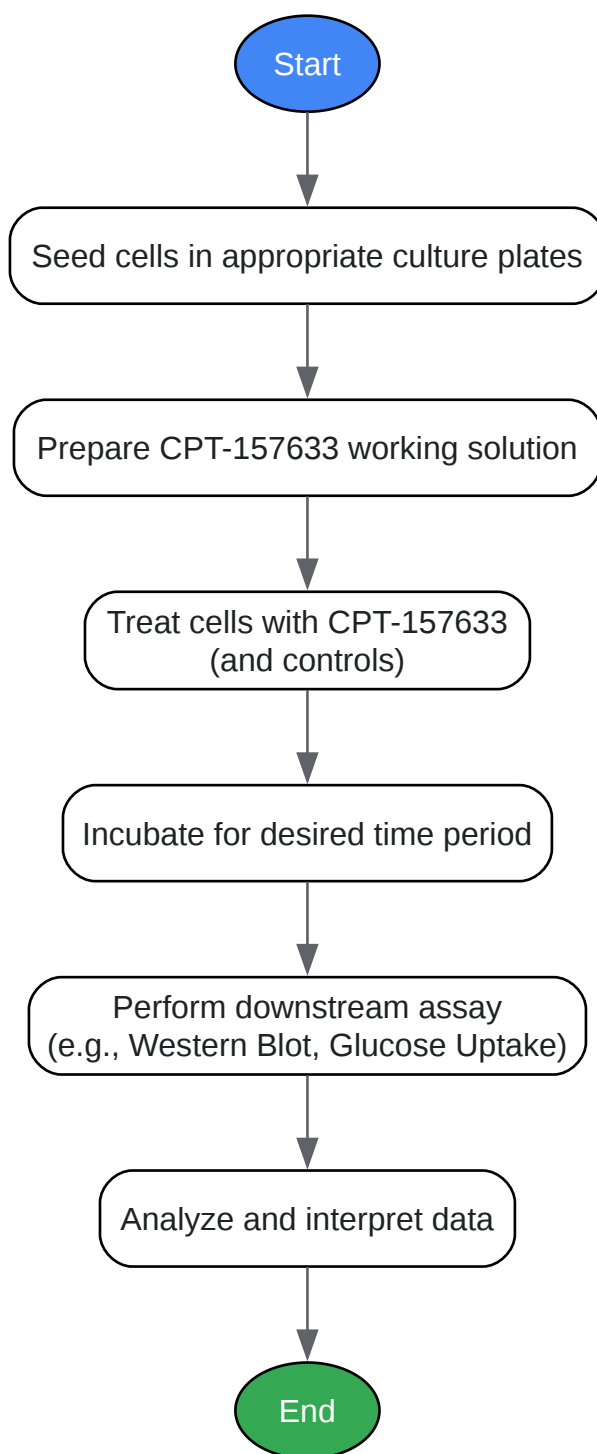 Start
Seed cells in appropriate culture plates
Prepare CPT-157633 working solution
Treat cells with CPT-157633
(and controls)
Incubate for desired time period
Perform downstream assay
(e.g., Western Blot, Glucose Uptake)
Analyze and interpret data
End